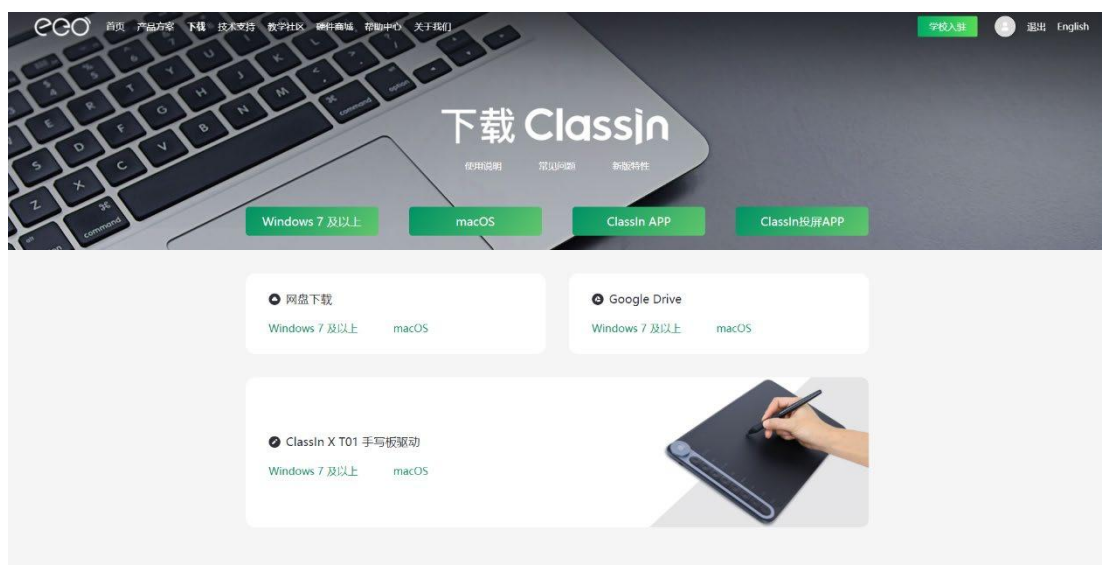 eeo 首页 产品方案 下载 技术支持 教学社区 硬件商城 帮助中心 关于我们 学校入驻 退出 English
下载 ClassIn
使用说明 常见问题 新版特性
Windows 7 及以上 macOS ClassIn APP ClassIn投屏APP
网盘下载
Windows 7 及以上 macOS
Google Drive
Windows 7 及以上 macOS
ClassIn X T01 手写板驱动
Windows 7 及以上 macOS